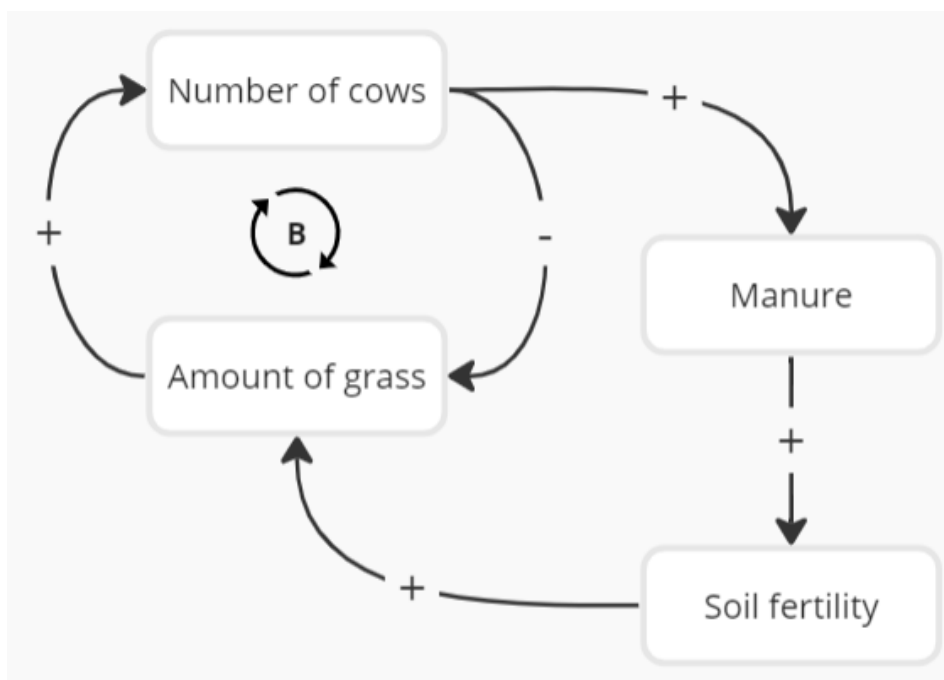 Number of cows
+
+
B
-
Manure
Amount of grass
+
+
Soil fertility